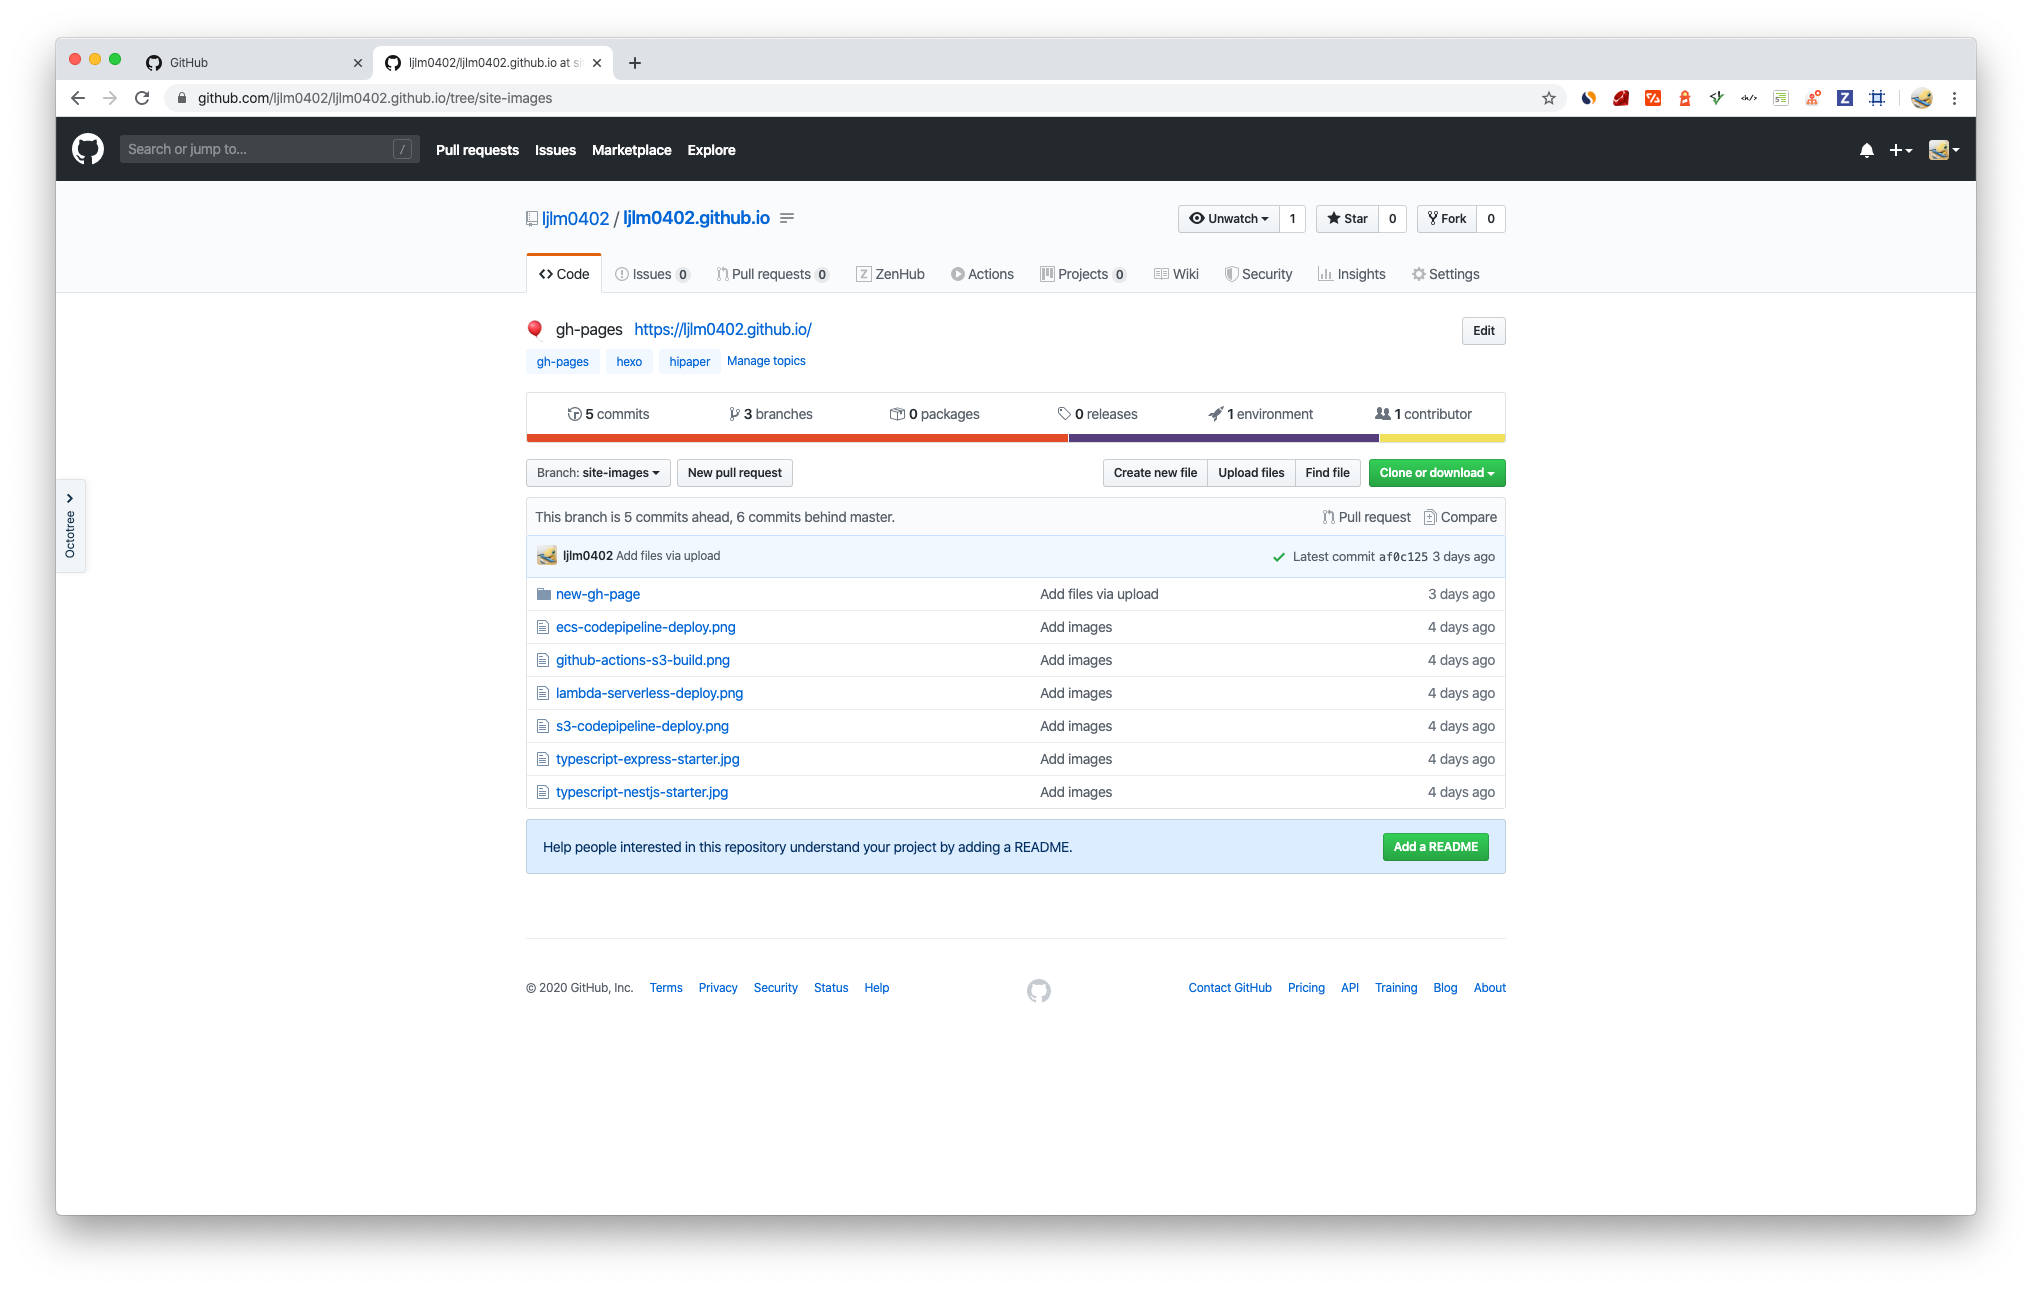 GitHub
ljlm0402/ljlm0402.github.io at si
github.com/ljlm0402/ljlm0402.github.io/tree/site-images
Search or jump to... / Pull requests Issues Marketplace Explore
ljlm0402 / ljlm0402.github.io Unwatch 1 Star 0 Fork 0
Code Issues 0 Pull requests 0 ZenHub Actions Projects 0 Wiki Security Insights Settings
gh-pages https://ljlm0402.github.io/ Edit
gh-pages hexo hipaper Manage topics
5 commits 3 branches 0 packages 0 releases 1 environment 1 contributor
Branch: site-images New pull request Create new file Upload files Find file Clone or download
Octotree
This branch is 5 commits ahead, 6 commits behind master. Pull request Compare
ljlm0402 Add files via upload Latest commit af0c125 3 days ago
new-gh-page Add files via upload 3 days ago
ecs-codepipeline-deploy.png Add images 4 days ago
github-actions-s3-build.png Add images 4 days ago
lambda-serverless-deploy.png Add images 4 days ago
s3-codepipeline-deploy.png Add images 4 days ago
typescript-express-starter.jpg Add images 4 days ago
typescript-nestjs-starter.jpg Add images 4 days ago
Help people interested in this repository understand your project by adding a README. Add a README
© 2020 GitHub, Inc. Terms Privacy Security Status Help Contact GitHub Pricing API Training Blog About